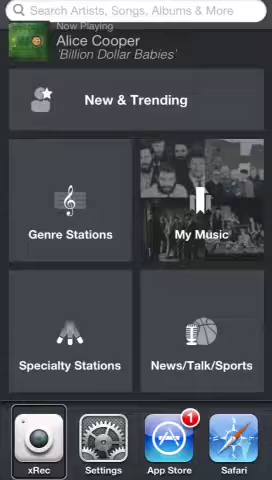 Search Artists, Songs, Albums & More
Now Playing
Alice Cooper
'Billion Dollar Babies'
New & Trending
Genre Stations
My Music
Specialty Stations
News/Talk/Sports
1
xRec
Settings
App Store
Safari